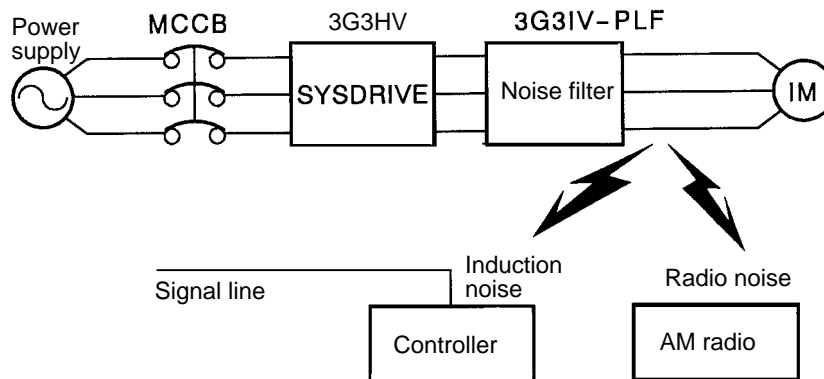 Power
supply
MCCB
3G3HV
3G3IV-PLF
SYSDRIVE
Noise filter
IM
Signal line
Induction
noise
Radio noise
Controller
AM radio